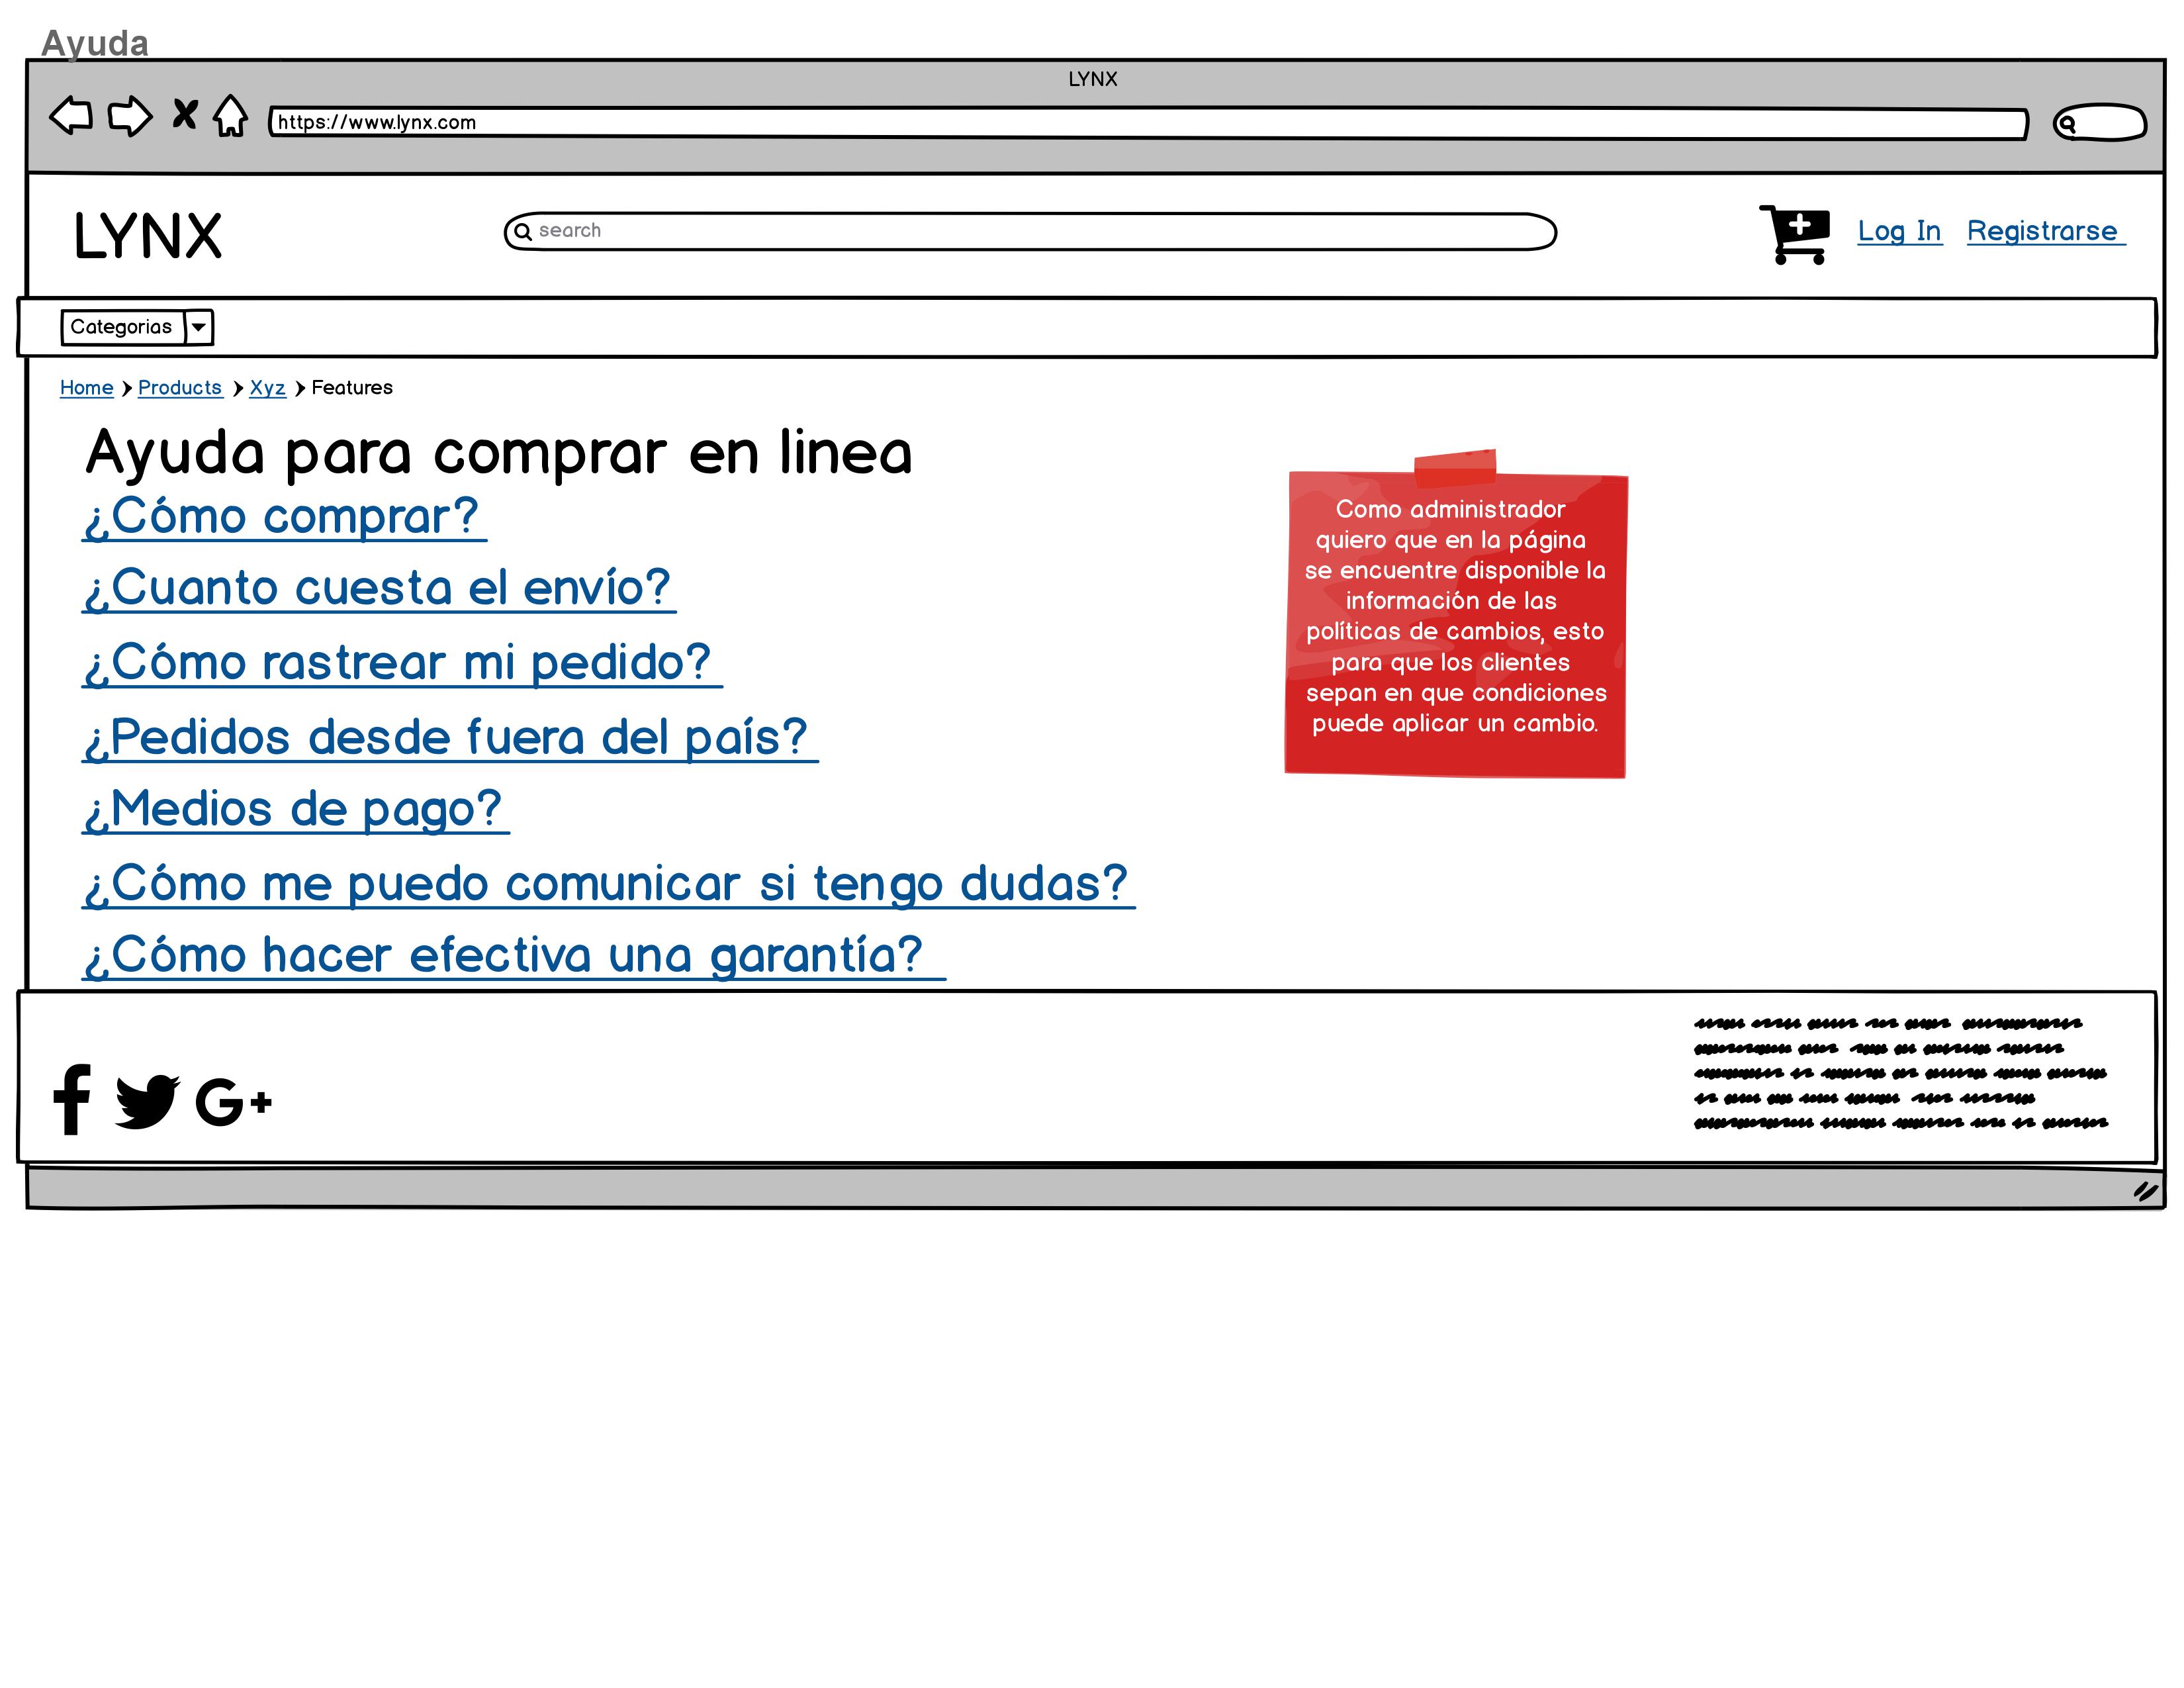 Ayuda
LYNX
https://www.lynx.com
LYNX
search
Log In Registrarse
Categorias
Home Products Xyz Features
Ayuda para comprar en linea
¿Cómo comprar?
¿Cuanto cuesta el envío?
¿Cómo rastrear mi pedido?
¿Pedidos desde fuera del país?
¿Medios de pago?
¿Cómo me puedo comunicar si tengo dudas?
¿Cómo hacer efectiva una garantía?
Como administrador
quiero que en la página
se encuentre disponible la
información de las
políticas de cambios, esto
para que los clientes
sepan en que condiciones
puede aplicar un cambio.
G+